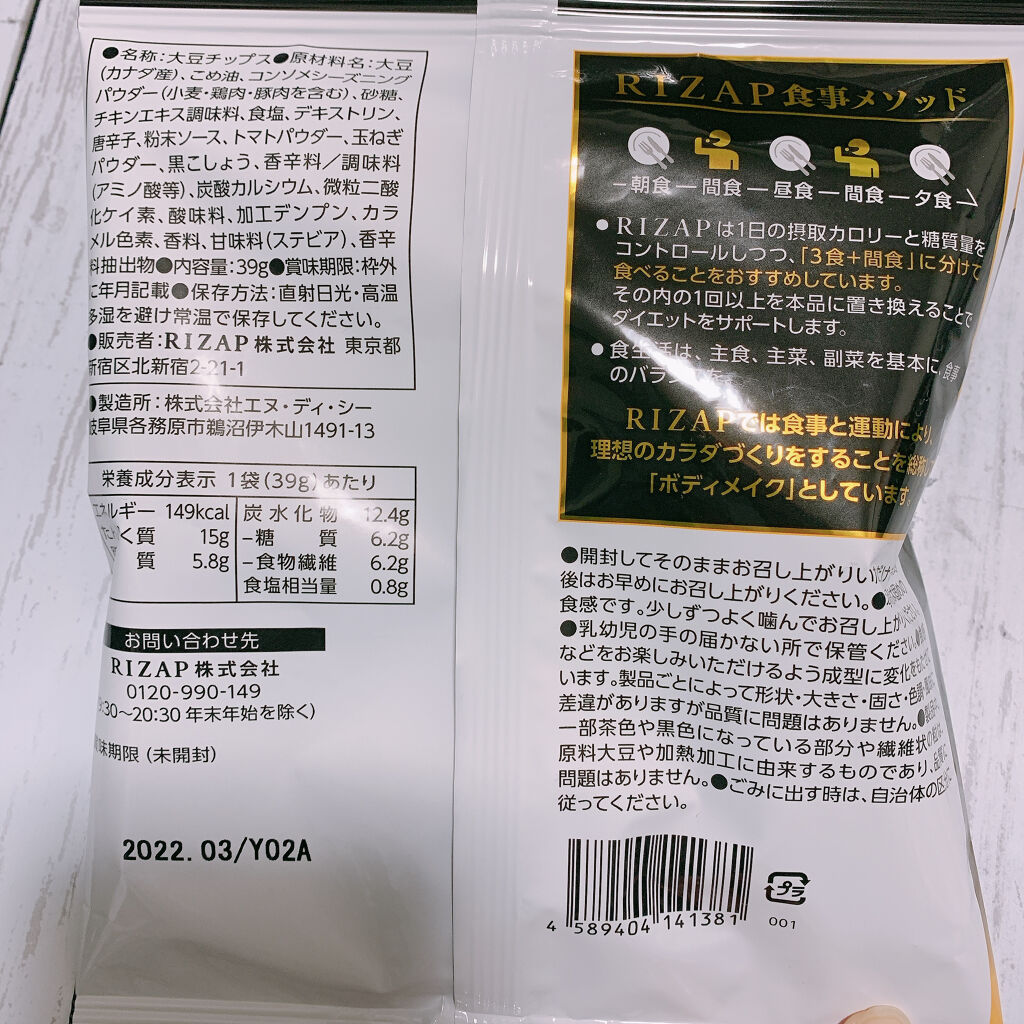 ●名称:大豆チップス●原材料名:大豆
(カナダ産)、こめ油、コンソメシーズニング
パウダー(小麦・鶏肉・豚肉を含む)、砂糖、
チキンエキス調味料、食塩、デキストリン、
唐辛子、粉末ソース、トマトパウダー、玉ねぎ
パウダー、黒こしょう、香辛料/調味料
(アミノ酸等)、炭酸カルシウム、微粒二酸
化ケイ素、酸味料、加工デンプン、カラ
メル色素、香料、甘味料(ステビア)、香辛
料抽出物●内容量:39g●賞味期限:枠外
に年月記載●保存方法:直射日光・高温
多湿を避け常温で保存してください。
●販売者:RIZAP株式会社 東京都
新宿区北新宿2-21-1
●製造所:株式会社エヌ・ディ・シー
岐阜県各務原市鵜沼伊木山1491-13
栄養成分表示 1袋(39g)あたり
エネルギー 149kcal
たんぱく質 15g
質 5.8g
炭水化物 12.4g
–糖質 6.2g
–食物繊維 6.2g
食塩相当量 0.8g
お問い合わせ先
RIZAP株式会社
0120-990-149
:30〜20:30 年末年始を除く)
味期限(未開封)
2022.03/Y02A
RIZAP食事メソッド
–朝食–間食–昼食–間食–夕食
●RIZAPは1日の摂取カロリーと糖質量を
コントロールしつつ、「3食+間食」に分けて
食べることをおすすめしています。
その内の1回以上を本品に置き換えることで
ダイエットをサポートします。
●食生活は、主食、主菜、副菜を基本に、食事
のバランスを。
RIZAPでは食事と運動により、
理想のカラダづくりをすることを総称し
「ボディメイク」としています。
●開封してそのままお召し上がりい
後はお早めにお召し上がりください。●
食感です。少しずつよく噛んでお召し上がりください。
●乳幼児の手の届かない所で保管ください。
などをお楽しみいただけるよう成型に変化を
います。製品ごとによって形状・大きさ・固さ・色調
差違がありますが品質に問題はありません。●
一部茶色や黒色になっている部分や繊維状の
原料大豆や加熱加工に由来するものであり、品質に
問題はありません。●ごみに出す時は、自治体の区分に
従ってください。
4 589404 141381
プラ
001